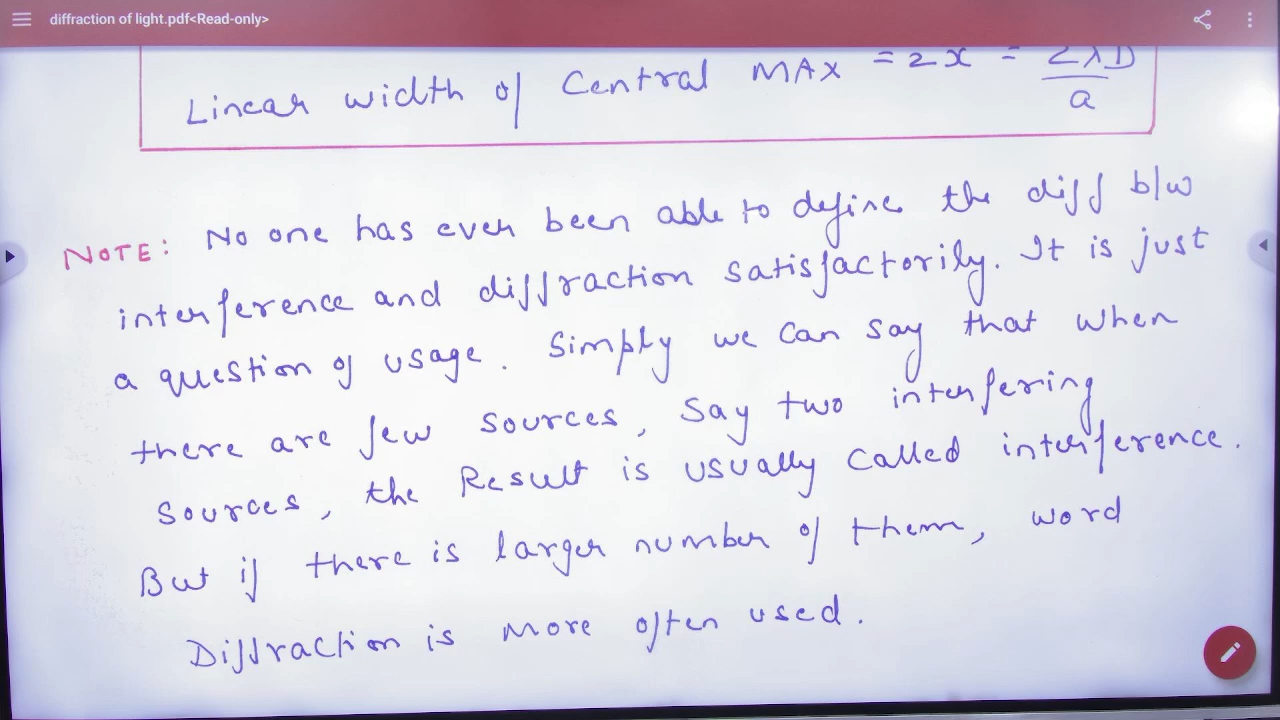 diffraction of light.pdf<Read-only>
Linear width of Central MAX = 2x = 2λD/a
NOTE: No one has ever been able to define the diff b/w
interference and diffraction satisfactorily. It is just
a question of usage. Simply we can say that when
there are few sources, say two interfering
sources, the Result is usually called interference.
But if there is larger number of them, word
Diffraction is more often used.